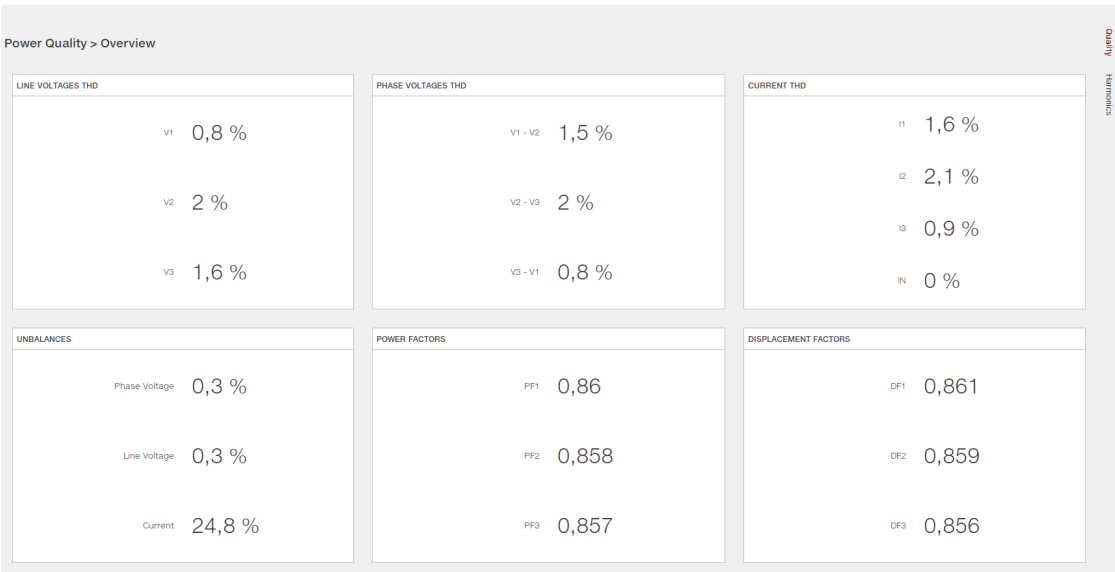 Power Quality > Overview
Quality
Harmonics
LINE VOLTAGES THD
V1 0,8 %
V2 2 %
V3 1,6 %
PHASE VOLTAGES THD
V1 - V2 1,5 %
V2 - V3 2 %
V3 - V1 0,8 %
CURRENT THD
I1 1,6 %
I2 2,1 %
I3 0,9 %
IN 0 %
UNBALANCES
Phase Voltage 0,3 %
Line Voltage 0,3 %
Current 24,8 %
POWER FACTORS
PF1 0,86
PF2 0,858
PF3 0,857
DISPLACEMENT FACTORS
DF1 0,861
DF2 0,859
DF3 0,856